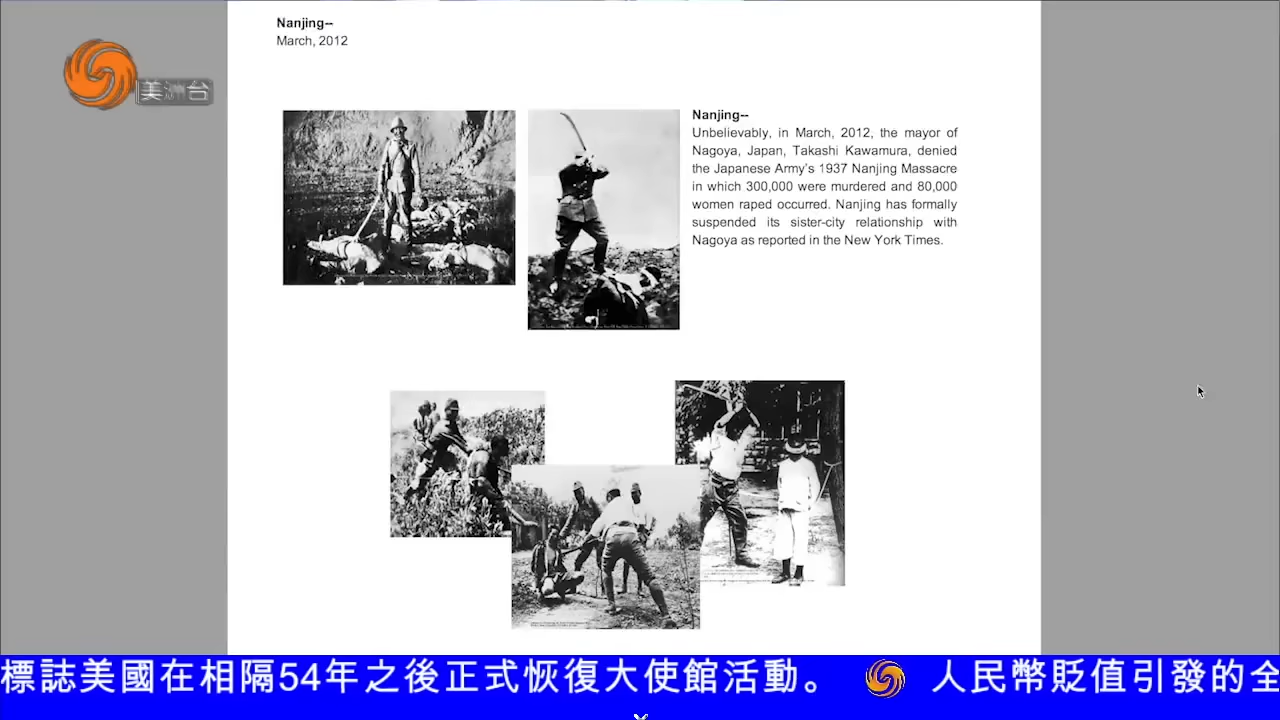 Nanjing--
March, 2012
美洲台
Nanjing--
Unbelievably, in March, 2012, the mayor of
Nagoya, Japan, Takashi Kawamura, denied
the Japanese Army's 1937 Nanjing Massacre
in which 300,000 were murdered and 80,000
women raped occurred. Nanjing has formally
suspended its sister-city relationship with
Nagoya as reported in the New York Times.
標誌美國在相隔54年之後正式恢復大使館活動。 人民幣貶值引發的全